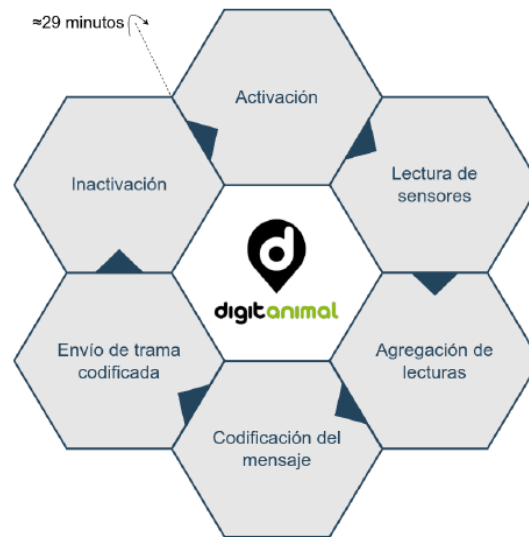 ≈29 minutos
Activación
Lectura de
sensores
Agregación de
lecturas
Codificación del
mensaje
Envío de trama
codificada
Inactivación
d
digitanimal